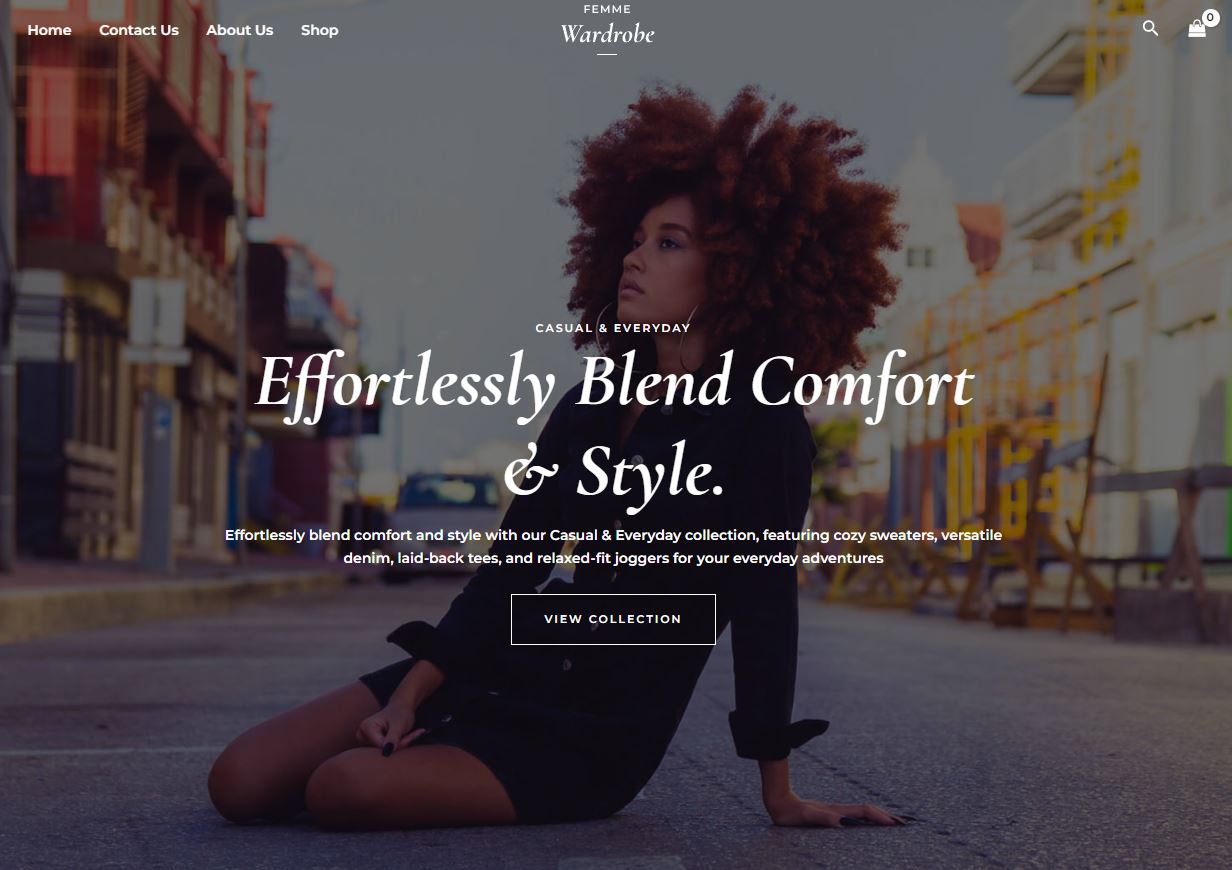 Home Contact Us About Us Shop
FEMME
Wardrobe
0
CASUAL & EVERYDAY
Effortlessly Blend Comfort
& Style.
Effortlessly blend comfort and style with our Casual & Everyday collection, featuring cozy sweaters, versatile
denim, laid-back tees, and relaxed-fit joggers for your everyday adventures
VIEW COLLECTION